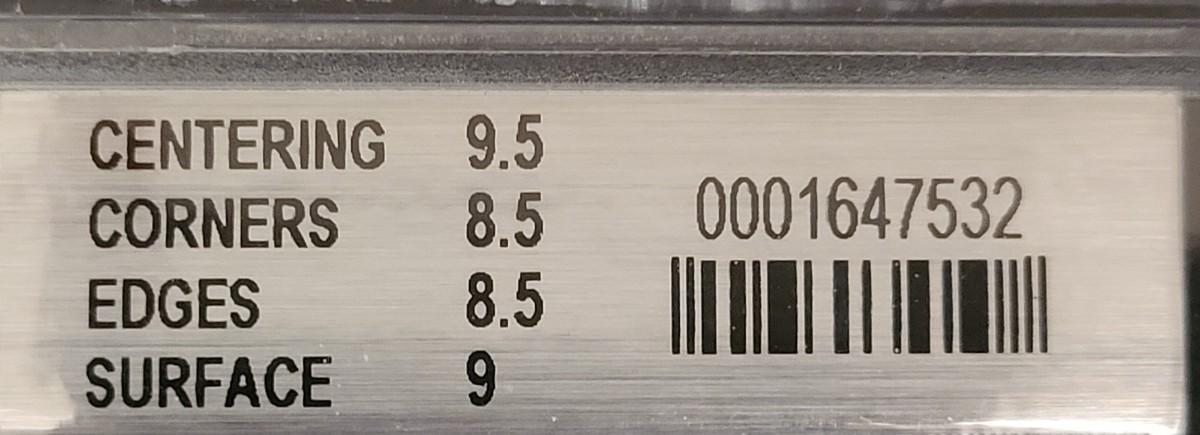 CENTERING 9.5
CORNERS 8.5
EDGES 8.5
SURFACE 9
0001647532